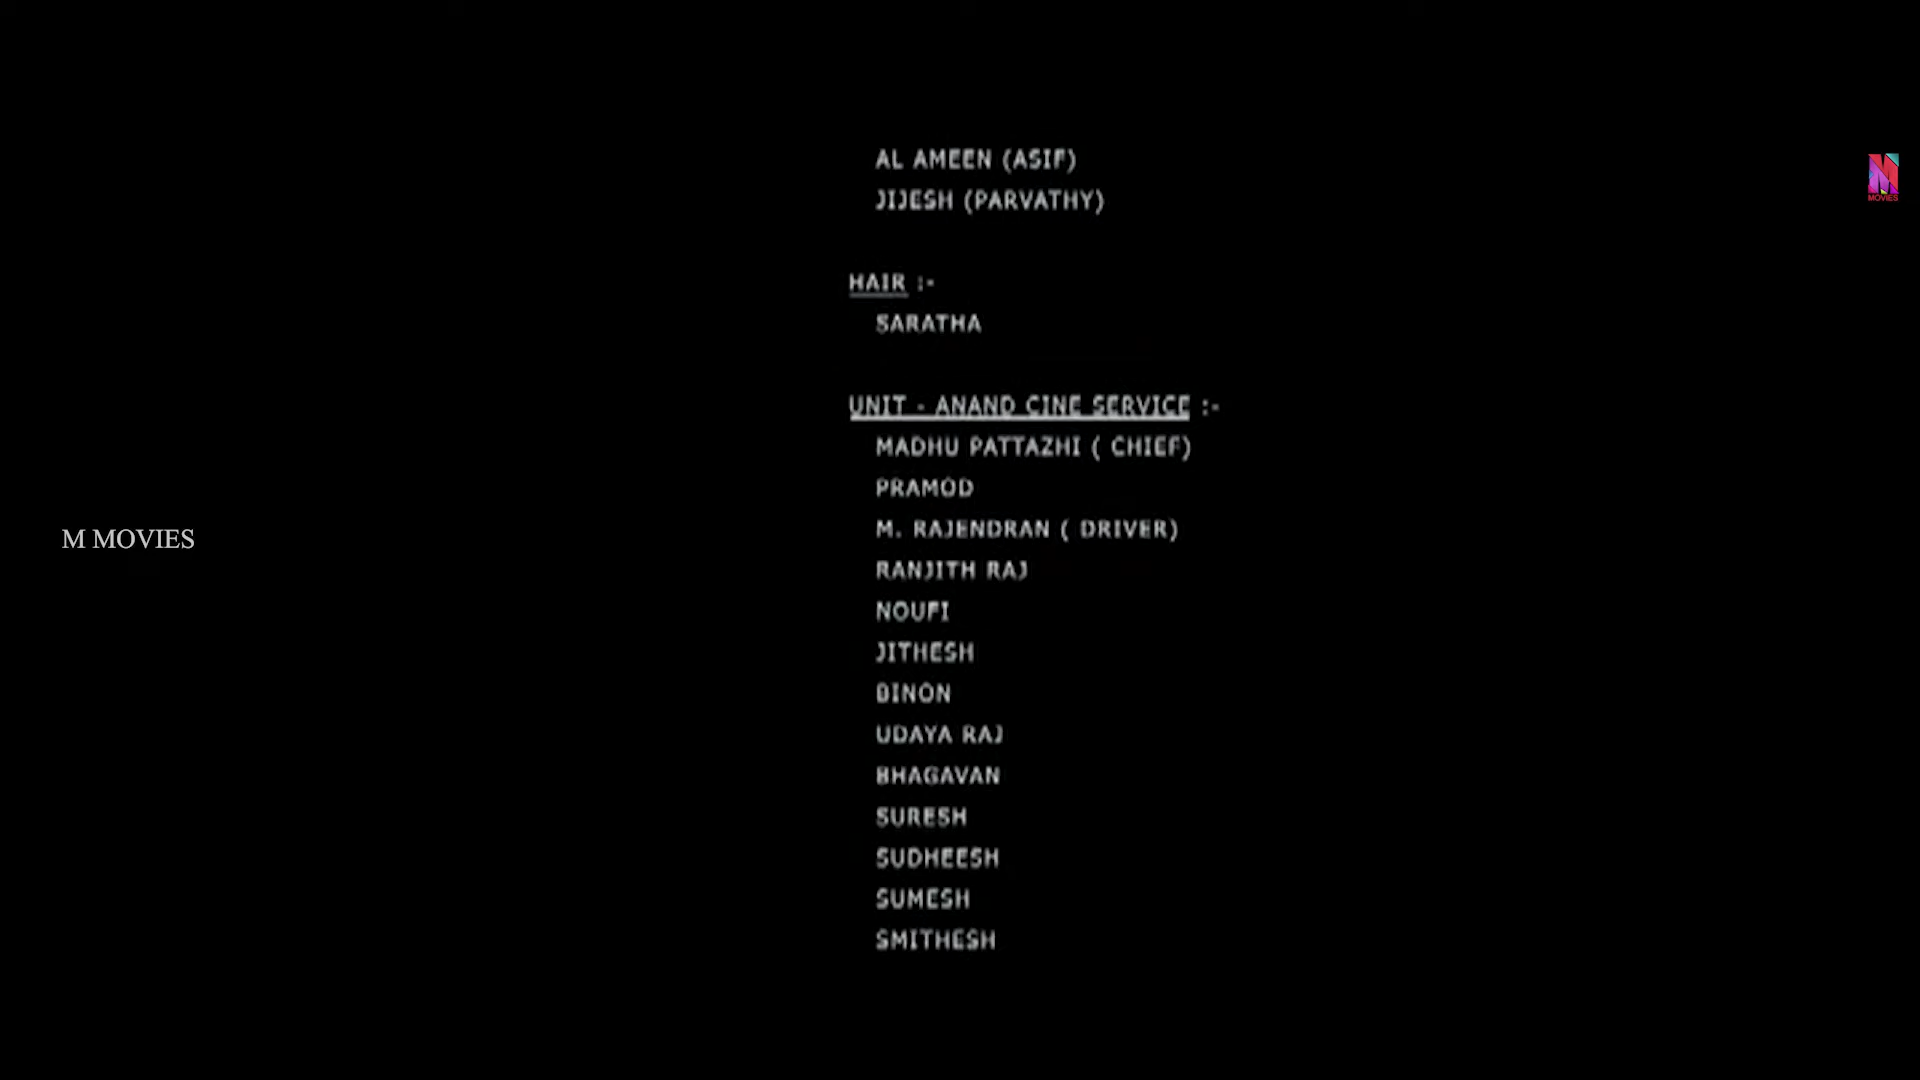 AL AMEEN (ASIF)
JIJESH (PARVATHY)
HAIR :-
SARATHA
UNIT - ANAND CINE SERVICE :-
MADHU PATTAZHI ( CHIEF)
PRAMOD
M. RAJENDRAN ( DRIVER)
RANJITH RAJ
NOUFI
JITHESH
BINON
UDAYA RAJ
BHAGAVAN
SURESH
SUDHEESH
SUMESH
SMITHESH
M MOVIES
M
MOVIES